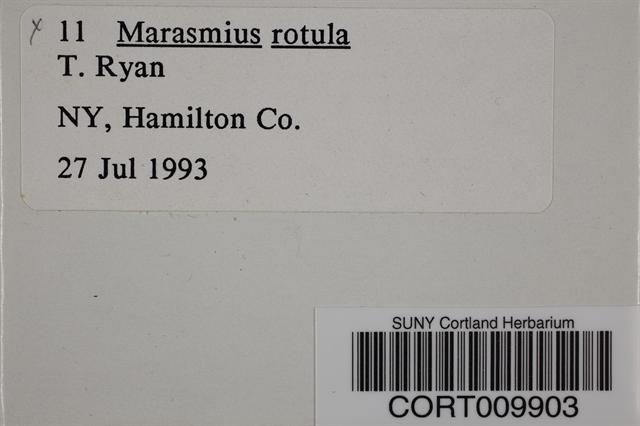 11 Marasmius rotula
T. Ryan
NY, Hamilton Co.
27 Jul 1993
SUNY Cortland Herbarium
CORT009903